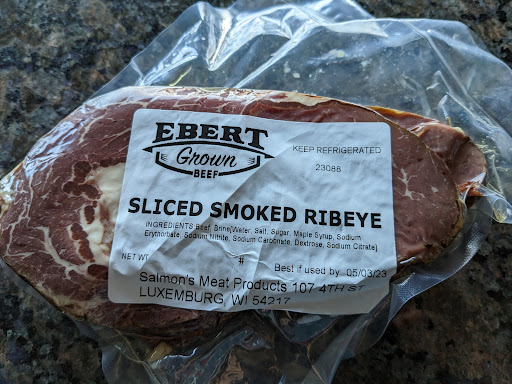 EBERT
Grown
BEEF
KEEP REFRIGERATED
23088
SLICED SMOKED RIBEYE
INGREDIENTS Beef, Brine(Water, Salt, Sugar, Maple Syrup, Sodium
Erythorbate, Sodium Nitrite, Sodium Carbonate, Dextrose, Sodium Citrate)
NET WT. #
Best if used by 05/03/23
Salmon's Meat Products 107 4TH ST
LUXEMBURG, WI 54217